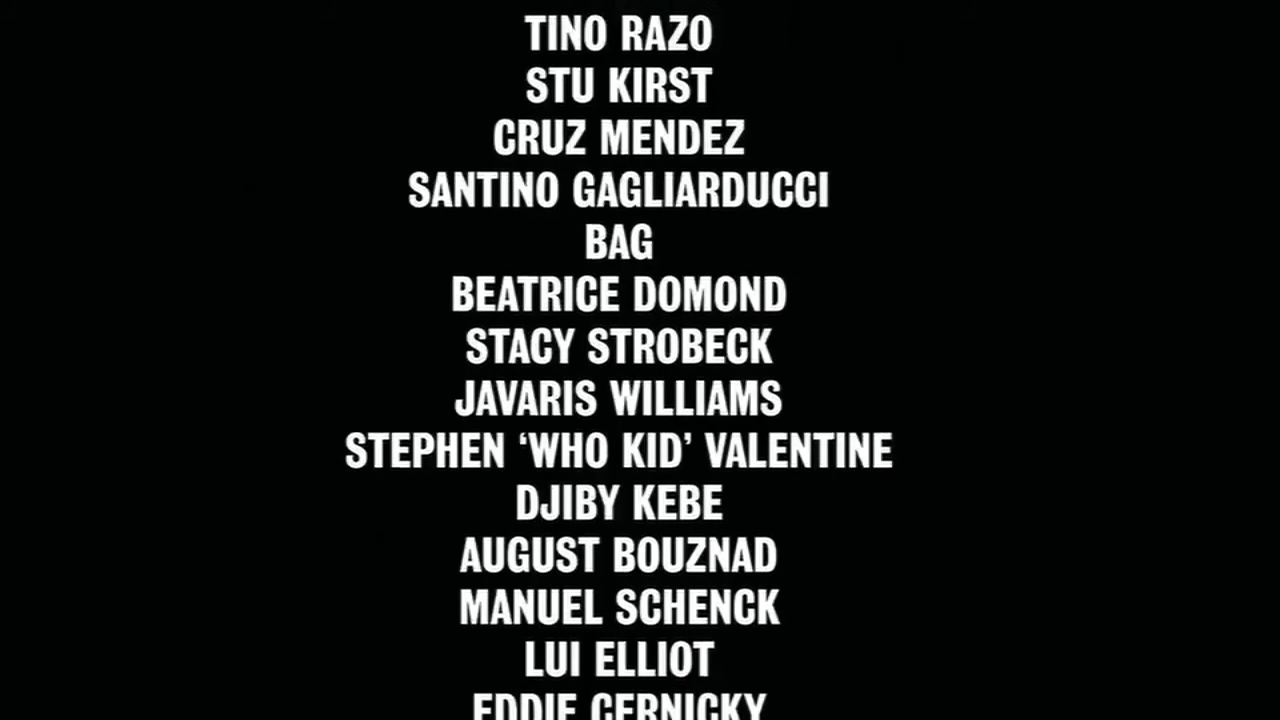 TINO RAZO
STU KIRST
CRUZ MENDEZ
SANTINO GAGLIARDUCCI
BAG
BEATRICE DOMOND
STACY STROBECK
JAVARIS WILLIAMS
STEPHEN ‘WHO KID’ VALENTINE
DJIBY KEBE
AUGUST BOUZNAD
MANUEL SCHENCK
LUI ELLIOT
EDDIE CERNICKY